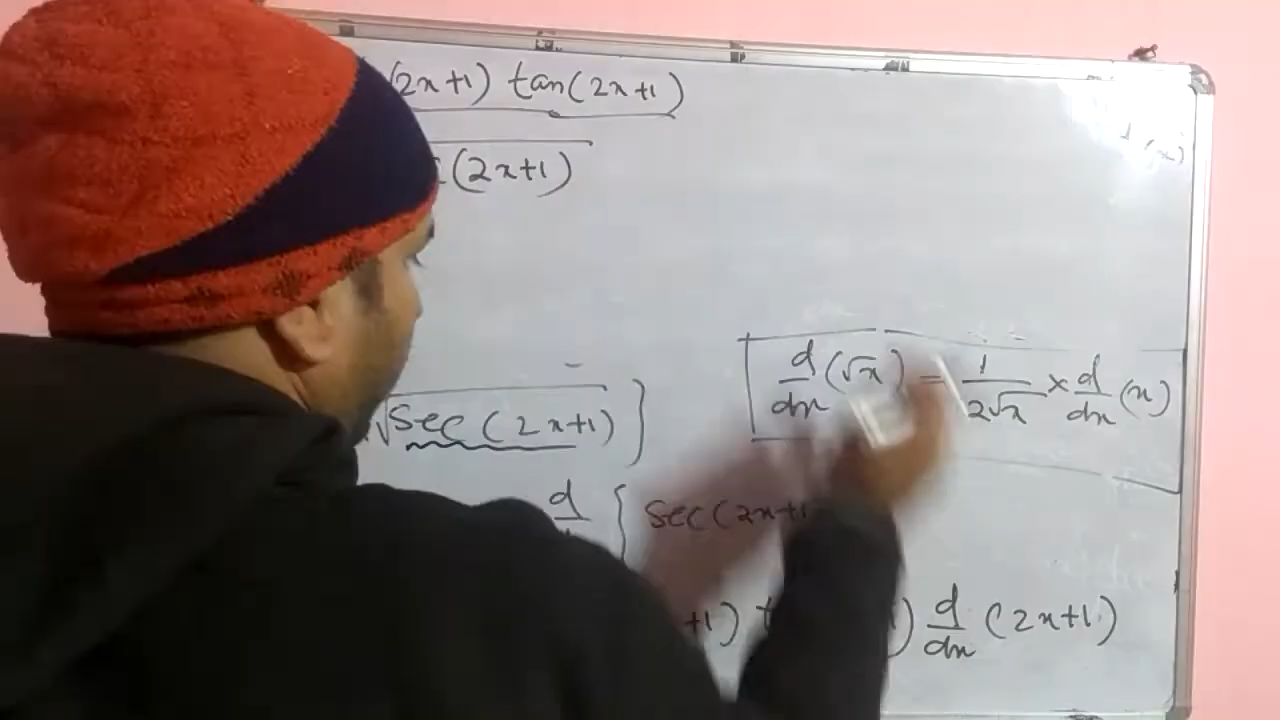 (2x+1) tan(2x+1)
(2x+1)
(x)
d/dx (√x) = 1/2√x × d/dx (x)
√sec (2x+1) }
d { sec (2x+1
+1) t ) d/dx (2x+1)